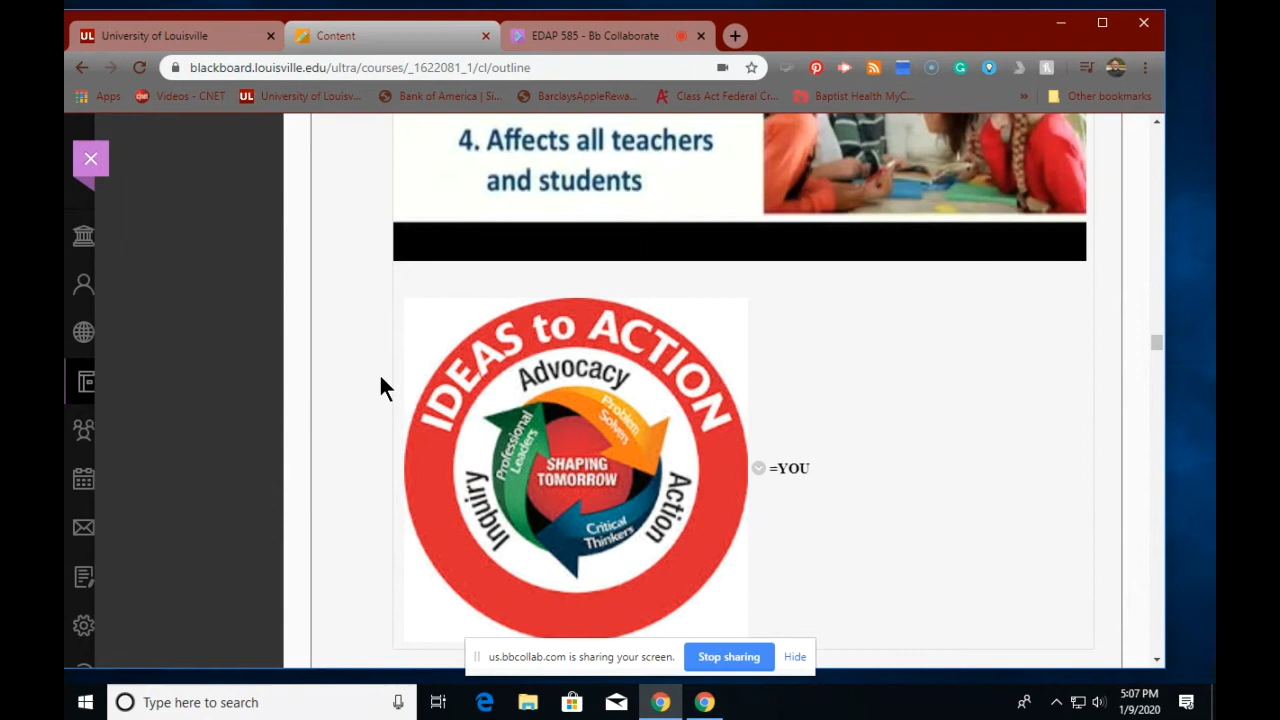 University of Louisville
Content
EDAP 585 - Bb Collaborate
blackboard.louisville.edu/ultra/courses/_1622081_1/cl/outline
Apps
Videos - CNET
University of Louisv...
Bank of America | Si...
BarclaysAppleRewa...
Class Act Federal Cr...
Baptist Health MyC...
»
Other bookmarks
4. Affects all teachers
and students
IDEAS to ACTION
Advocacy
Problem
Solvers
Professional
Leaders
SHAPING
TOMORROW
=YOU
Inquiry
Action
Critical
Thinkers
us.bbcollab.com is sharing your screen.
Stop sharing
Hide
Type here to search
5:07 PM
1/9/2020